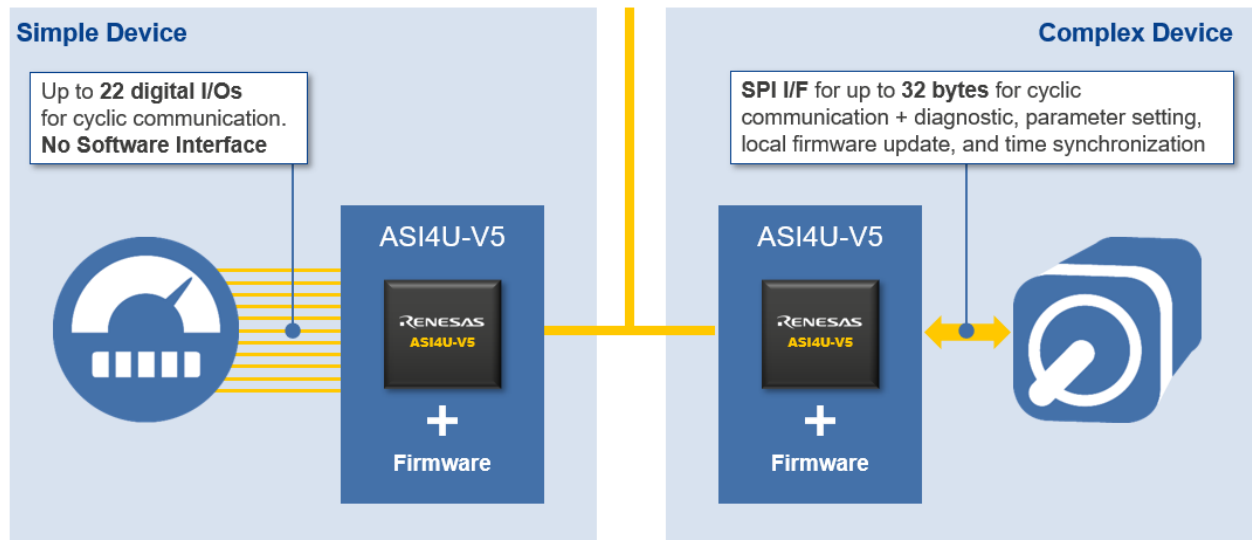 Simple Device
Up to 22 digital I/Os
for cyclic communication.
No Software Interface
ASI4U-V5
RENESAS
ASI4U-V5
+
Firmware
Complex Device
SPI I/F for up to 32 bytes for cyclic
communication + diagnostic, parameter setting,
local firmware update, and time synchronization
ASI4U-V5
RENESAS
ASI4U-V5
+
Firmware